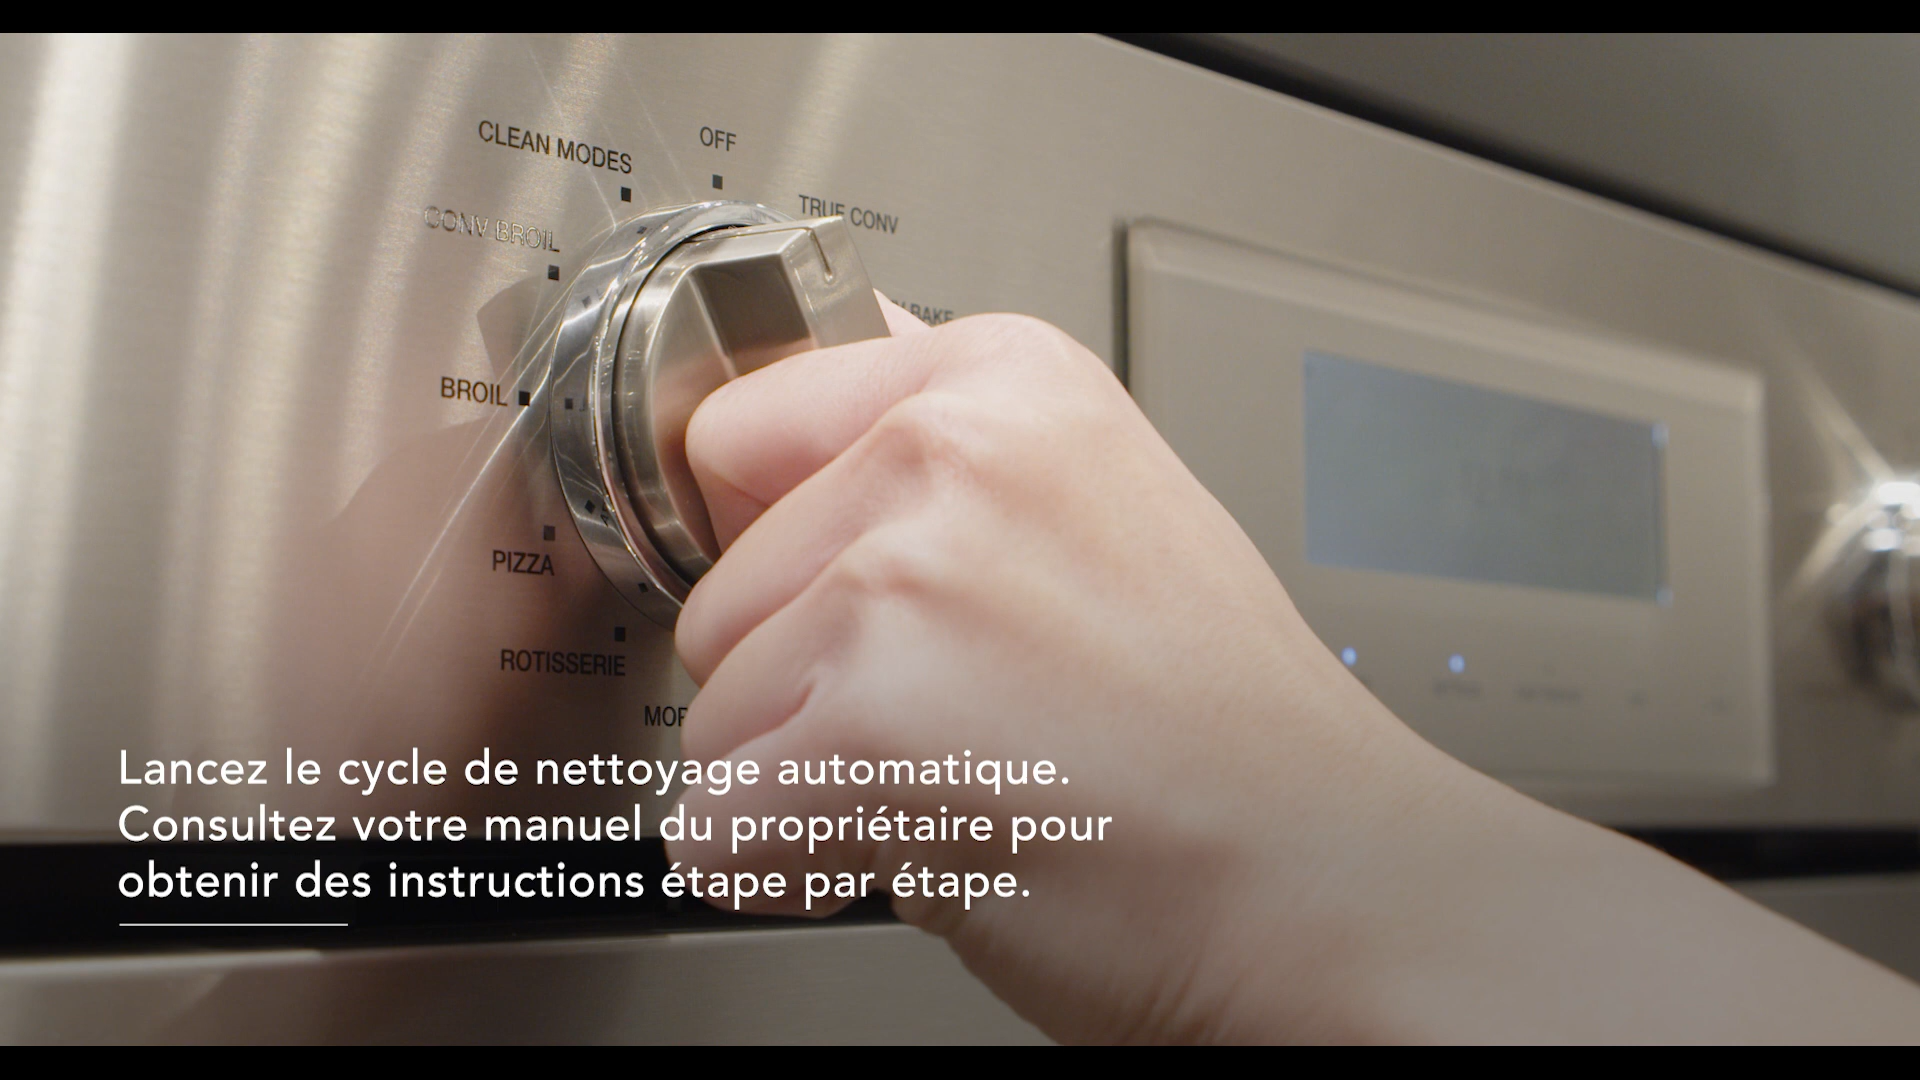 CLEAN MODES
OFF
TRUE CONV
CONV BROIL
BAKE
BROIL
PIZZA
ROTISSERIE
Lancez le cycle de nettoyage automatique.
Consultez votre manuel du propriétaire pour
obtenir des instructions étape par étape.